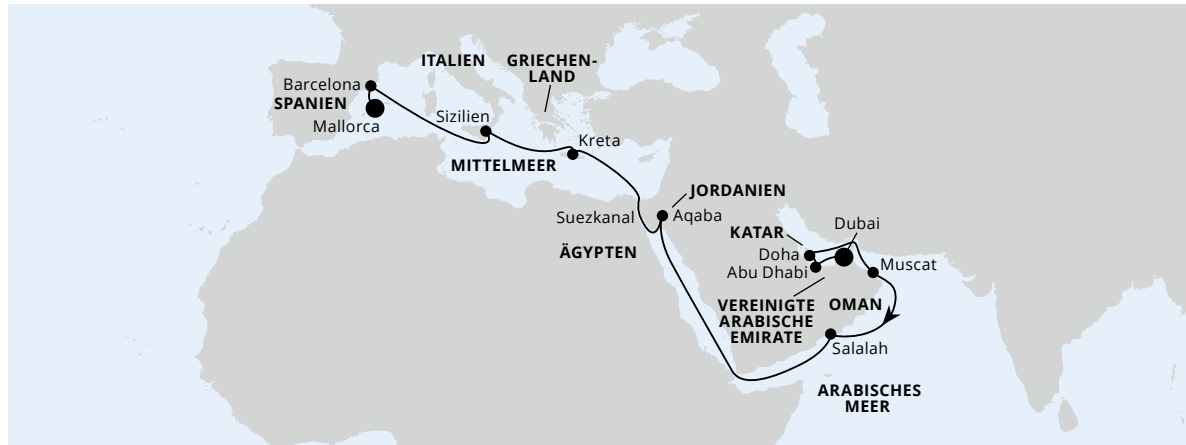 ITALIEN
GRIECHEN-
LAND
Barcelona
SPANIEN
Mallorca
Sizilien
Kreta
MITTELMEER
JORDANIEN
Suezkanal
Aqaba
ÄGYPTEN
KATAR
Dubai
Doha
Abu Dhabi
Muscat
VEREINIGTE
ARABISCHE
EMIRATE
OMAN
Salalah
ARABISCHES
MEER